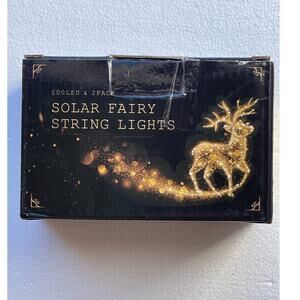 100LED & 2PACK
SOLAR FAIRY
STRING LIGHTS